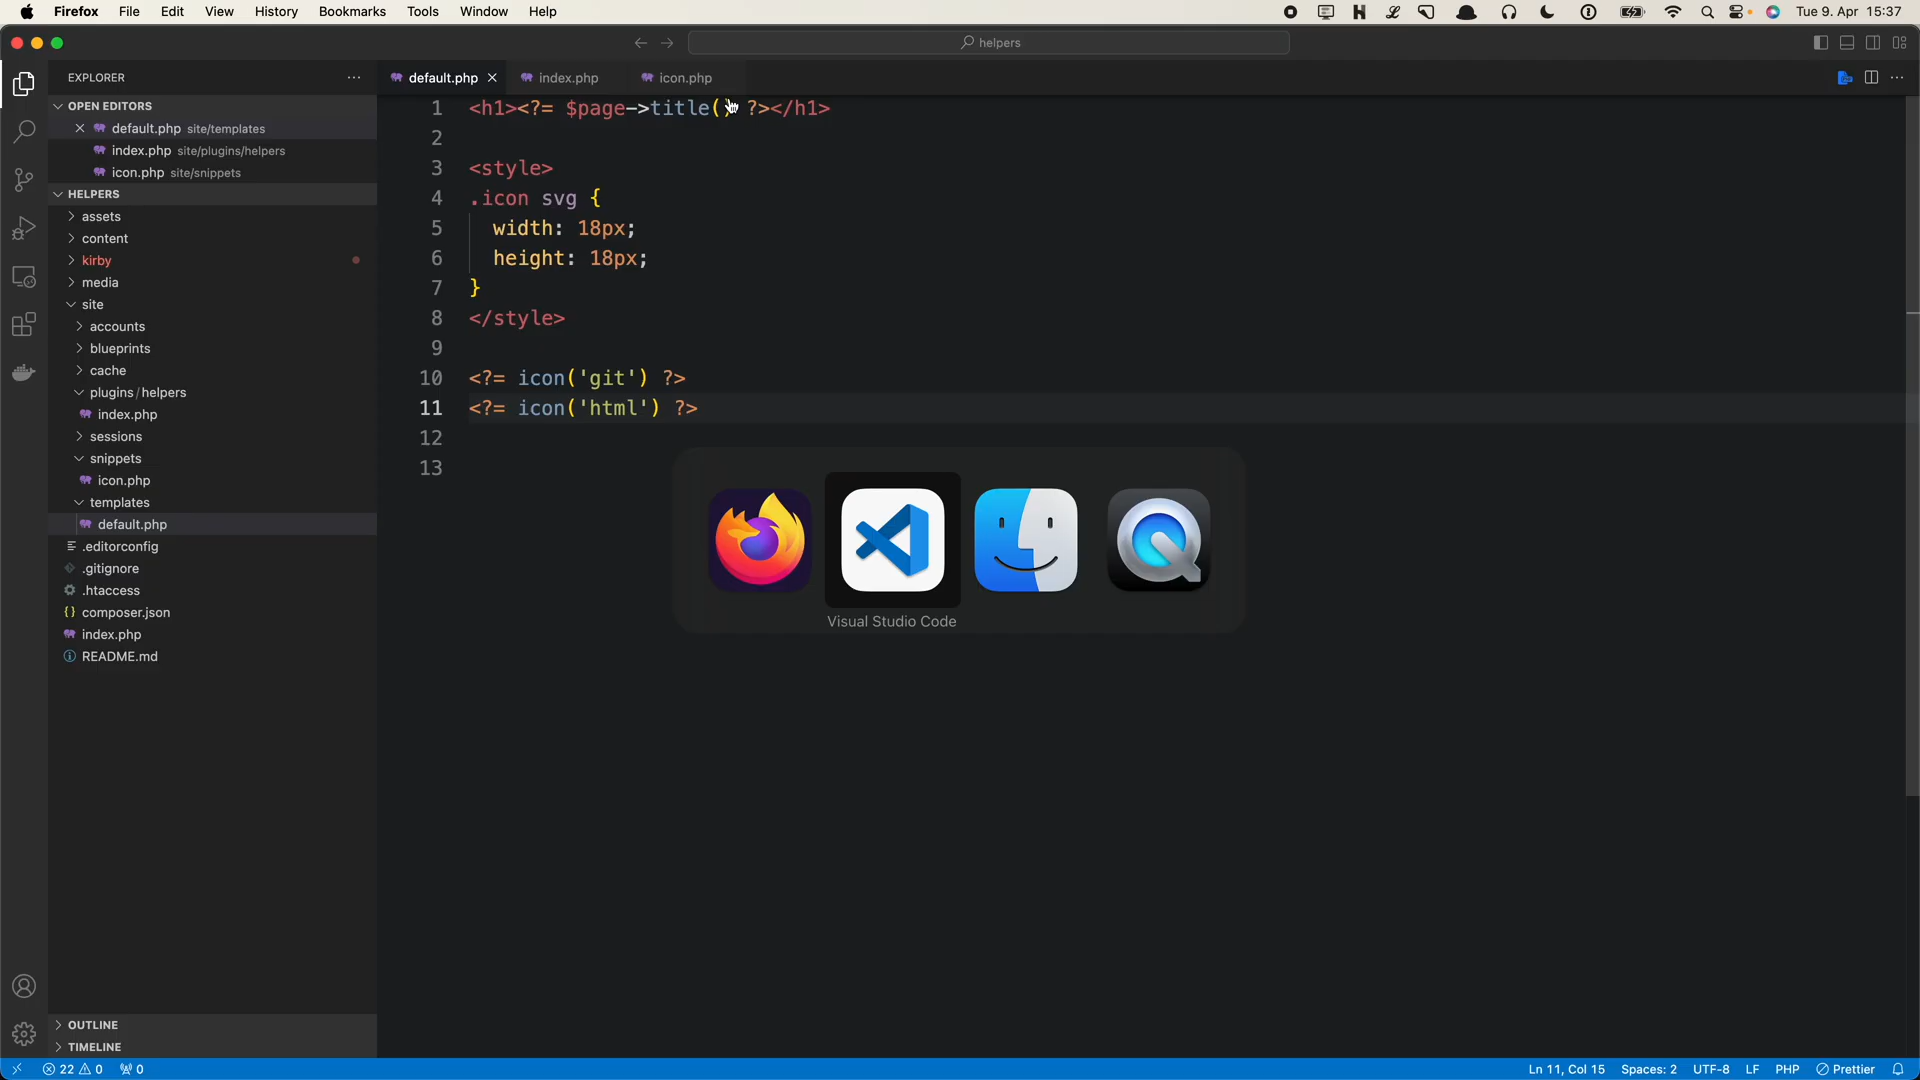 Firefox File Edit View History Bookmarks Tools Window Help Tue 9. Apr 15:37
helpers
EXPLORER
OPEN EDITORS
default.php site/templates
index.php site/plugins/helpers
icon.php site/snippets
HELPERS
assets
content
kirby
media
site
accounts
blueprints
cache
plugins/helpers
index.php
sessions
snippets
icon.php
templates
default.php
.editorconfig
.gitignore
.htaccess
{} composer.json
index.php
README.md
OUTLINE
TIMELINE
default.php index.php icon.php
1 <h1><?= $page->title() ?></h1>
2
3 <style>
4 .icon svg {
5 width: 18px;
6 height: 18px;
7 }
8 </style>
9
10 <?= icon('git') ?>
11 <?= icon('html') ?>
12
13
Visual Studio Code
22 0 0 Ln 11, Col 15 Spaces: 2 UTF-8 LF PHP Prettier